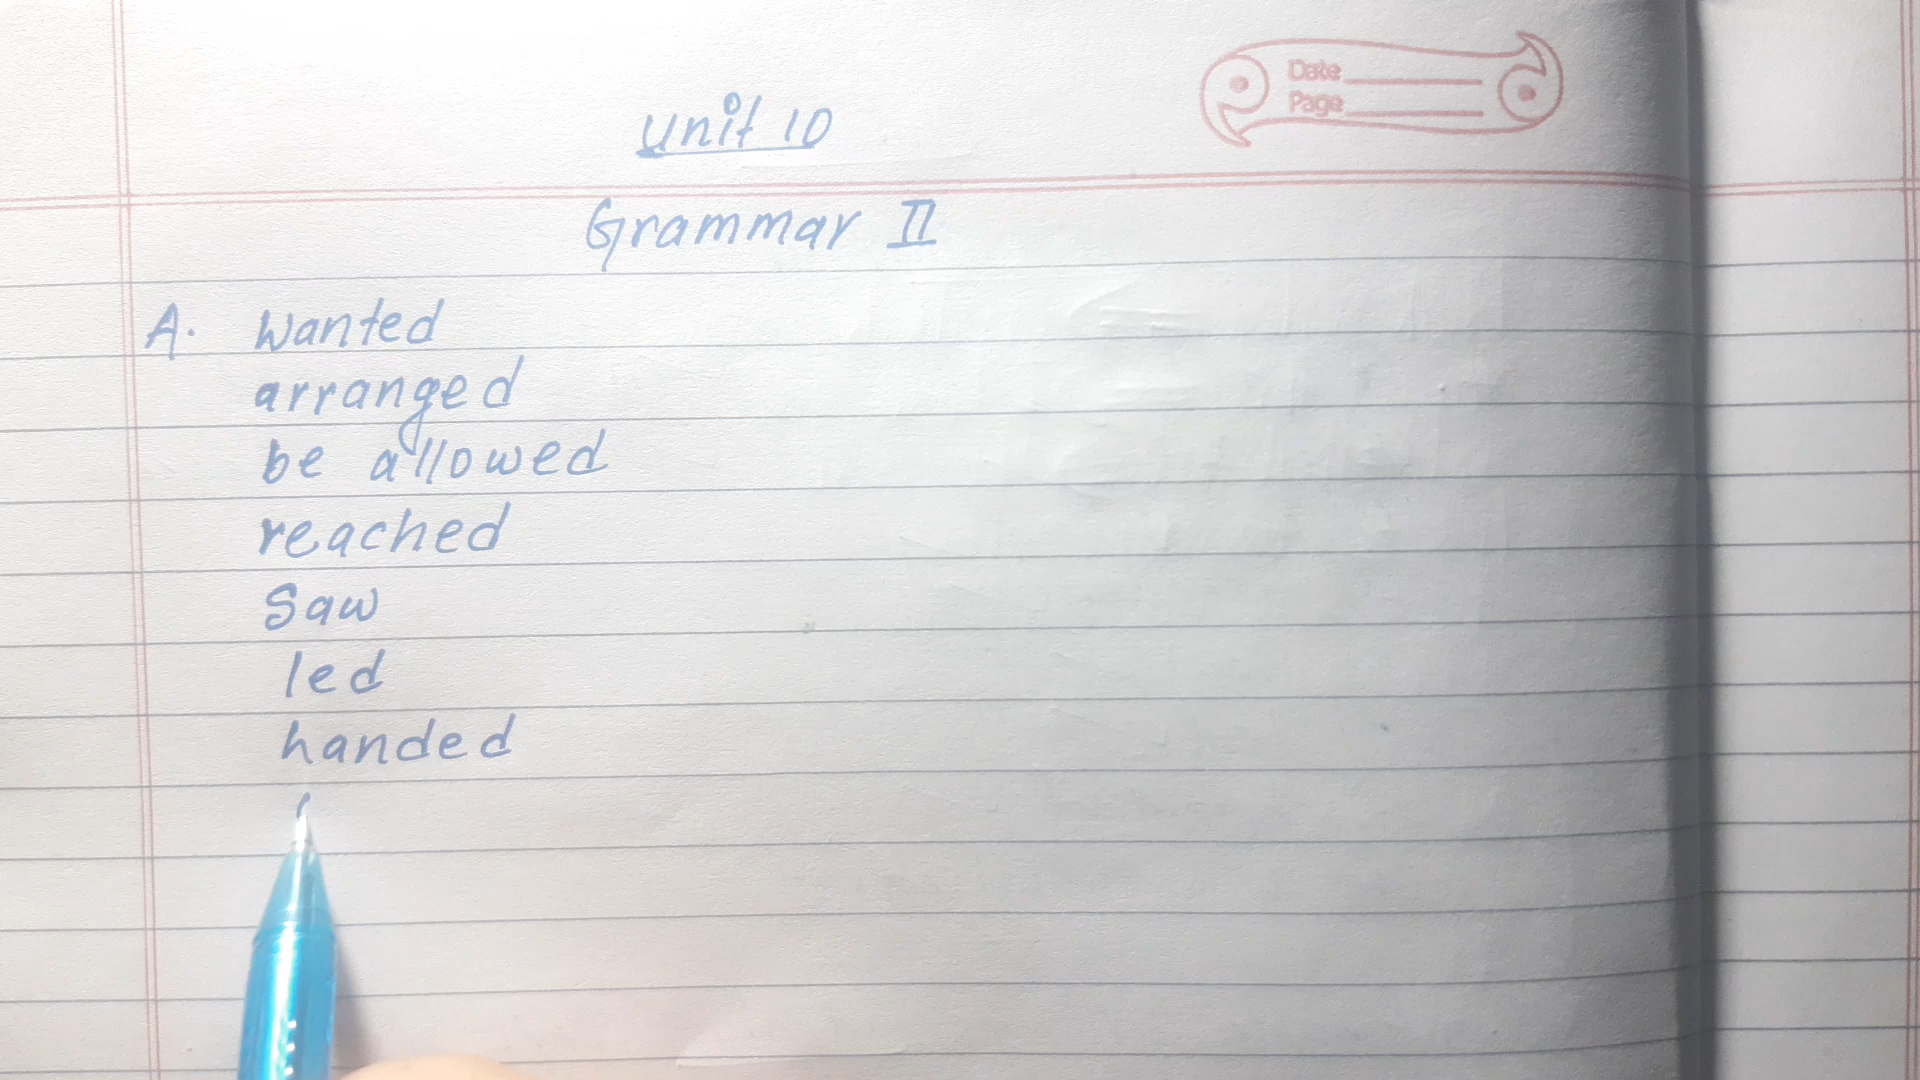 Date
Page
Unit 10
Grammar II
A. Wanted
arranged
be allowed
reached
Saw
led
handed